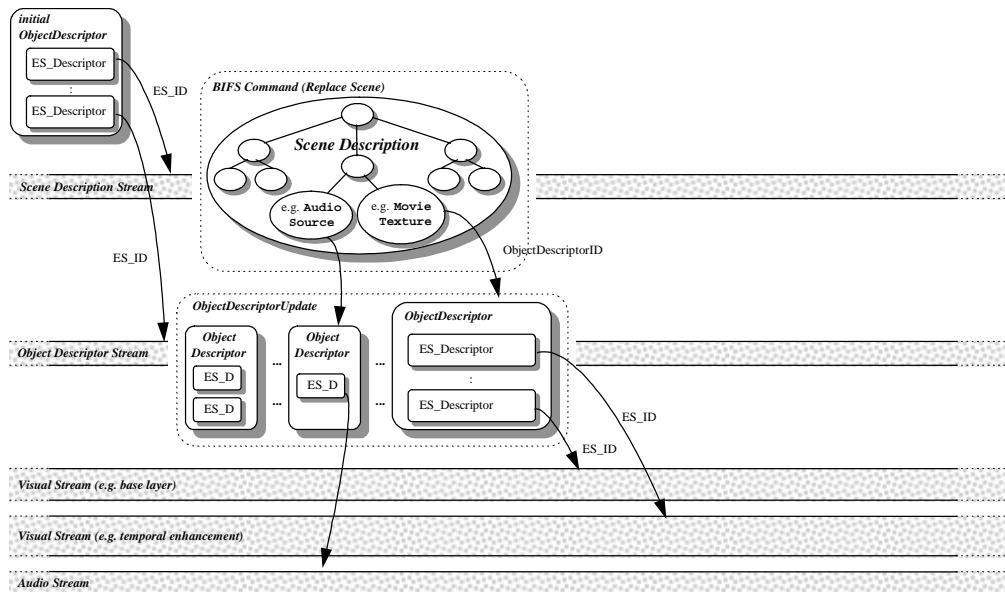 initial
ObjectDescriptor
ES_Descriptor
:
ES_Descriptor
ES_ID
BIFS Command (Replace Scene)
Scene Description
e.g. Audio
Source
e.g. Movie
Texture
Scene Description Stream
ES_ID
ObjectDescriptorID
ObjectDescriptorUpdate
Object
Descriptor
ES_D
ES_D
...
...
Object
Descriptor
ES_D
...
...
ObjectDescriptor
ES_Descriptor
:
ES_Descriptor
Object Descriptor Stream
ES_ID
ES_ID
Visual Stream (e.g. base layer)
Visual Stream (e.g. temporal enhancement)
Audio Stream